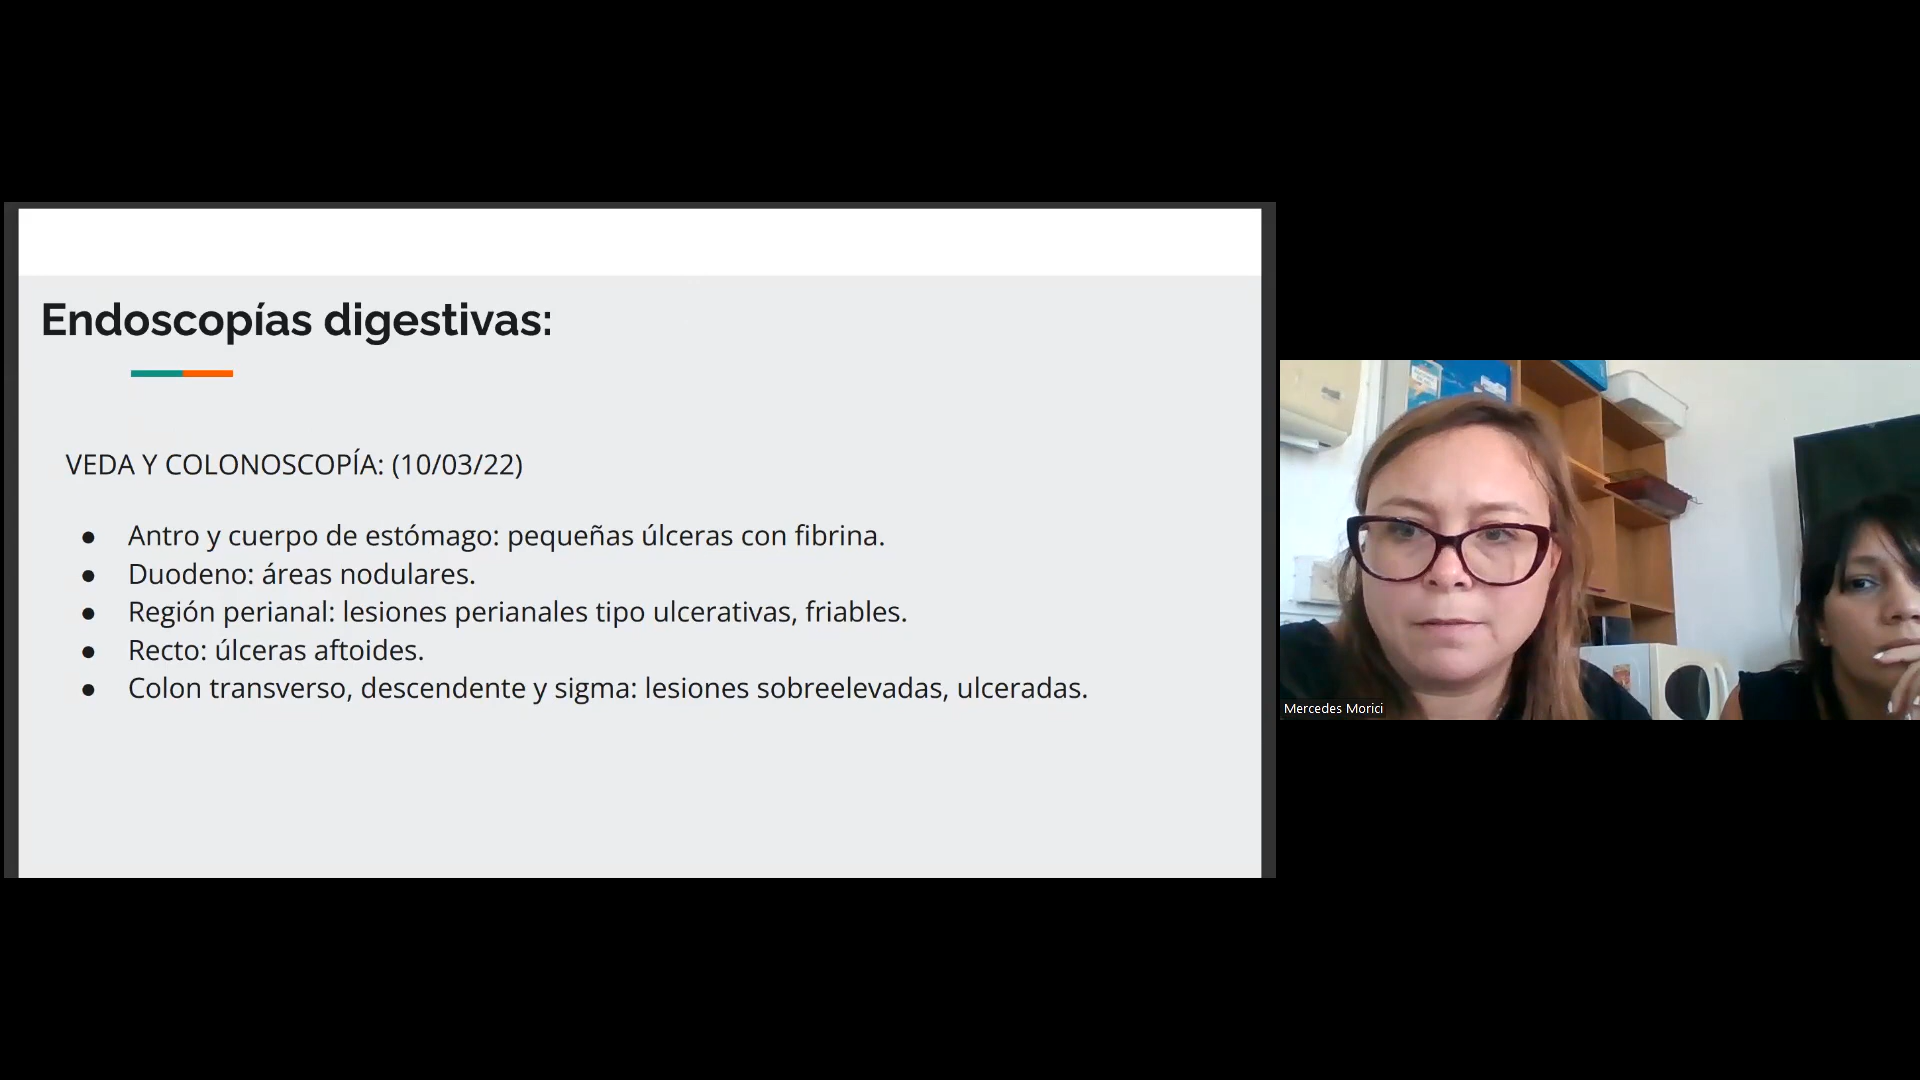 Endoscopías digestivas:
VEDA Y COLONOSCOPÍA: (10/03/22)
● Antro y cuerpo de estómago: pequeñas úlceras con fibrina.
● Duodeno: áreas nodulares.
● Región perianal: lesiones perianales tipo ulcerativas, friables.
● Recto: úlceras aftoides.
● Colon transverso, descendente y sigma: lesiones sobreelevadas, ulceradas.
Mercedes Morici